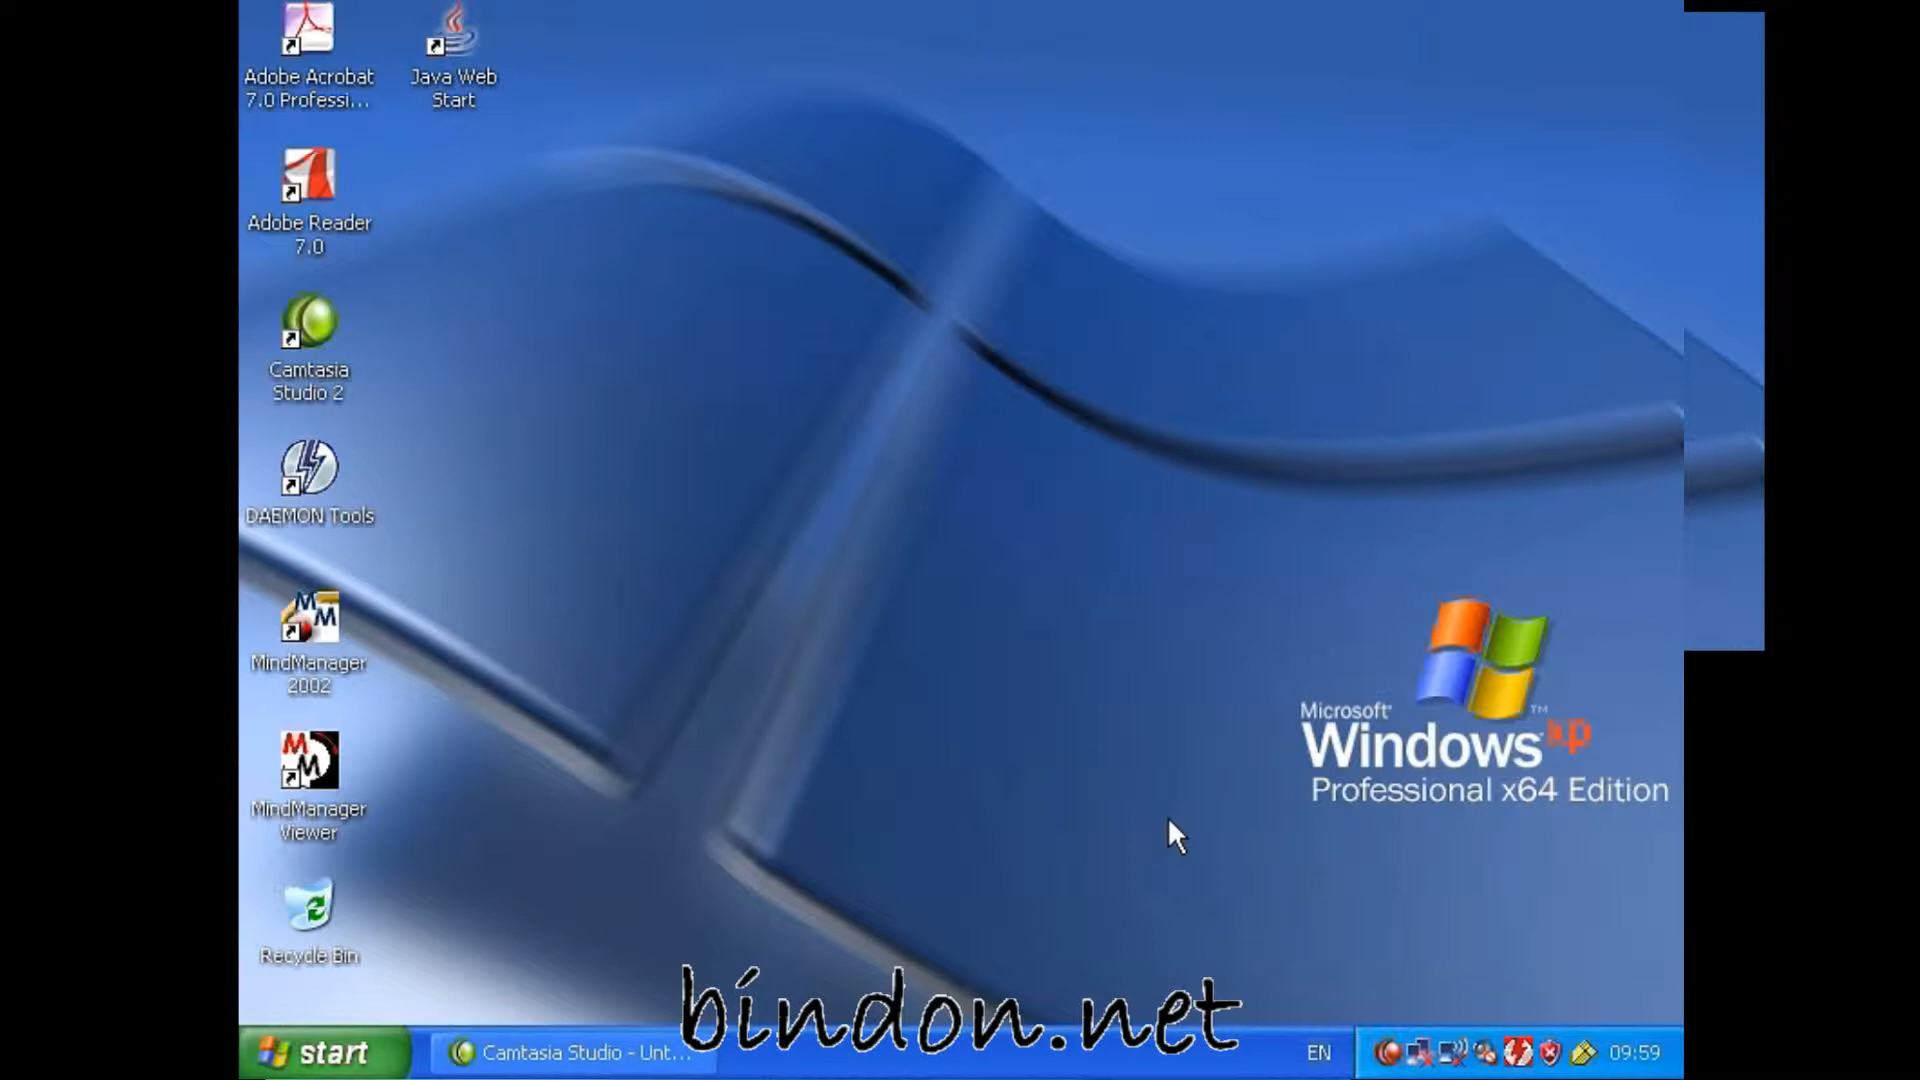 Adobe Acrobat
7.0 Professi...
Java Web
Start
Adobe Reader
7.0
Camtasia
Studio 2
DAEMON Tools
MindManager
2002
MindManager
Viewer
Recycle Bin
Microsoft
Windows xp
TM
Professional x64 Edition
bindon.net
start
Camtasia Studio - Unt...
EN
09:59